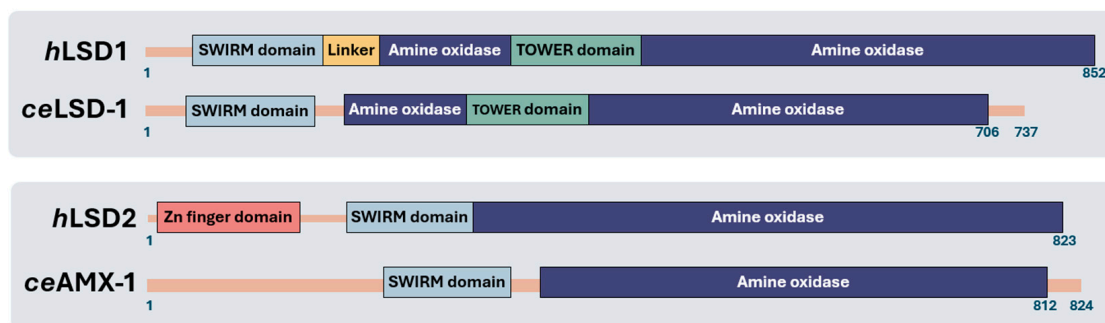 hLSD1 SWIRM domain Linker Amine oxidase TOWER domain Amine oxidase
1 852
ceLSD-1 SWIRM domain Amine oxidase TOWER domain Amine oxidase
1 706 737
hLSD2 Zn finger domain SWIRM domain Amine oxidase
1 823
ceAMX-1 SWIRM domain Amine oxidase
1 812 824